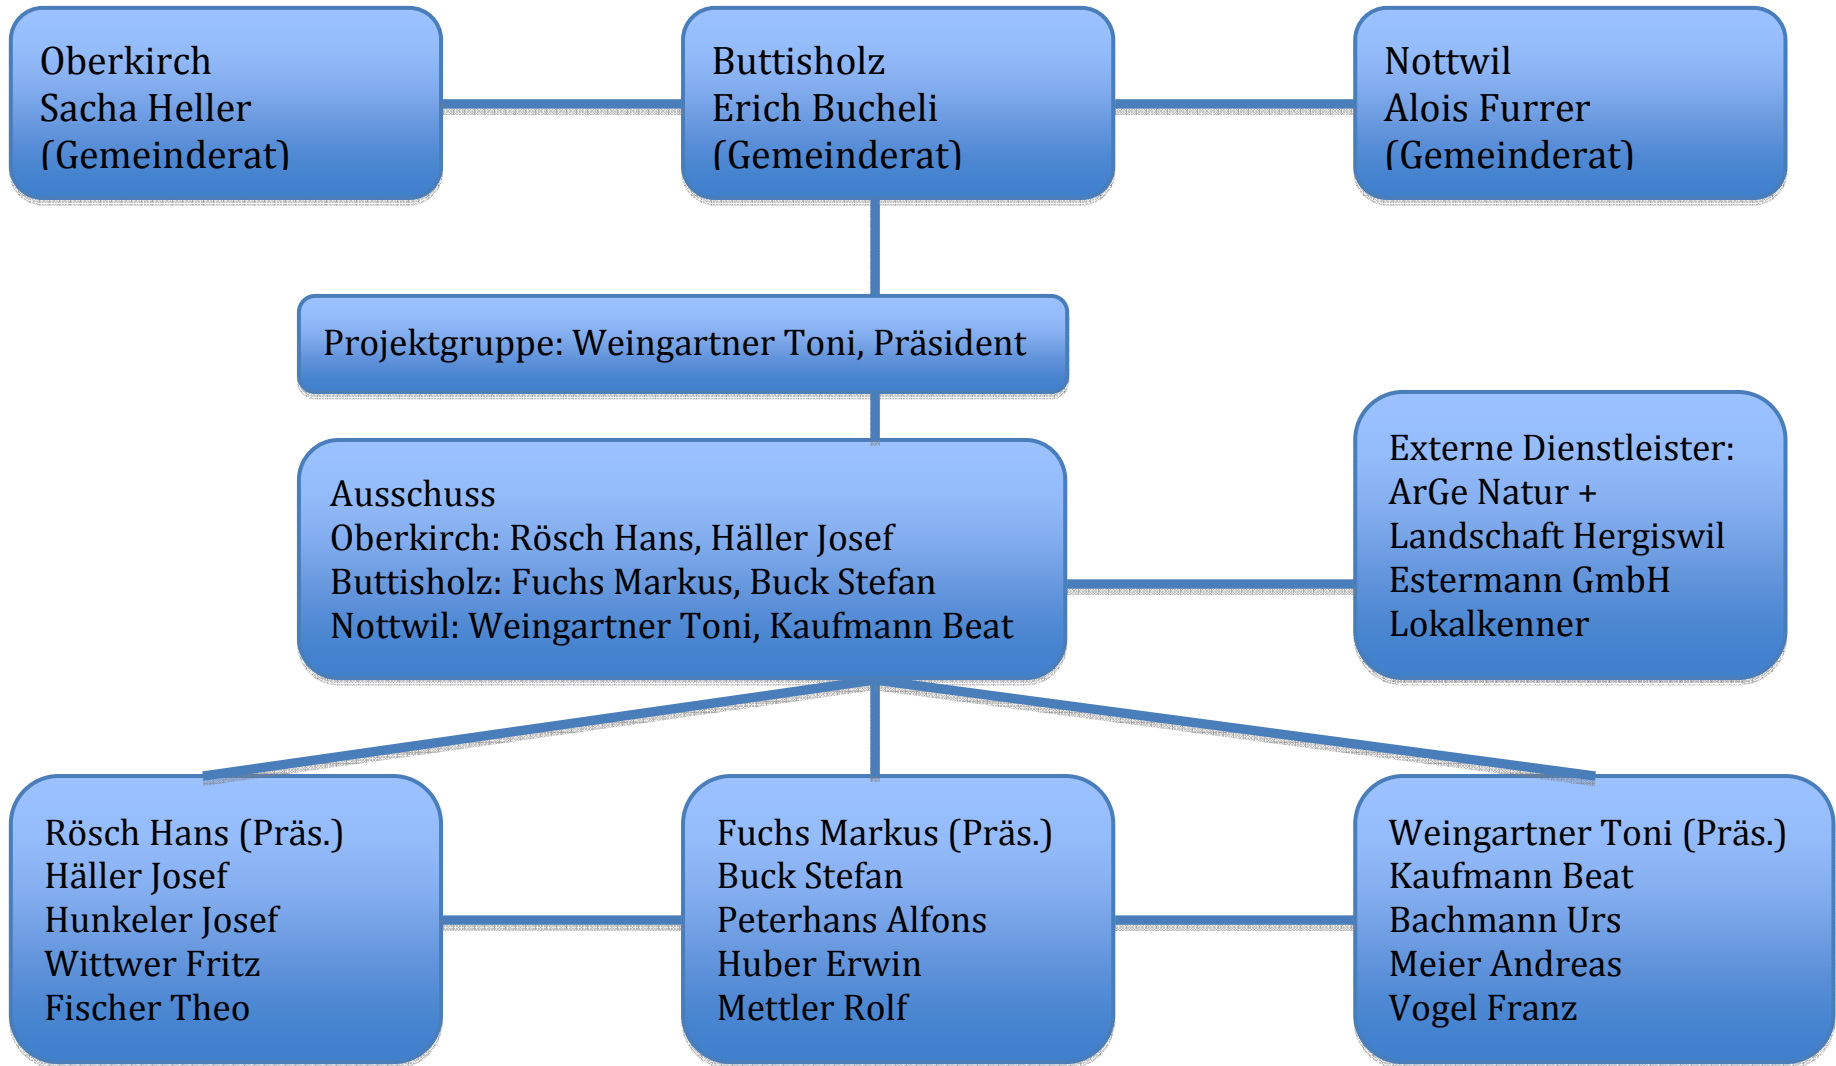 Oberkirch
Sacha Heller
(Gemeinderat)
Buttisholz
Erich Bucheli
(Gemeinderat)
Nottwil
Alois Furrer
(Gemeinderat)
Projektgruppe: Weingartner Toni, Präsident
Ausschuss
Oberkirch: Rösch Hans, Häller Josef
Buttisholz: Fuchs Markus, Buck Stefan
Nottwil: Weingartner Toni, Kaufmann Beat
Externe Dienstleister:
ArGe Natur +
Landschaft Hergiswil
Estermann GmbH
Lokalkenner
Rösch Hans (Präs.)
Häller Josef
Hunkeler Josef
Wittwer Fritz
Fischer Theo
Fuchs Markus (Präs.)
Buck Stefan
Peterhans Alfons
Huber Erwin
Mettler Rolf
Weingartner Toni (Präs.)
Kaufmann Beat
Bachmann Urs
Meier Andreas
Vogel Franz